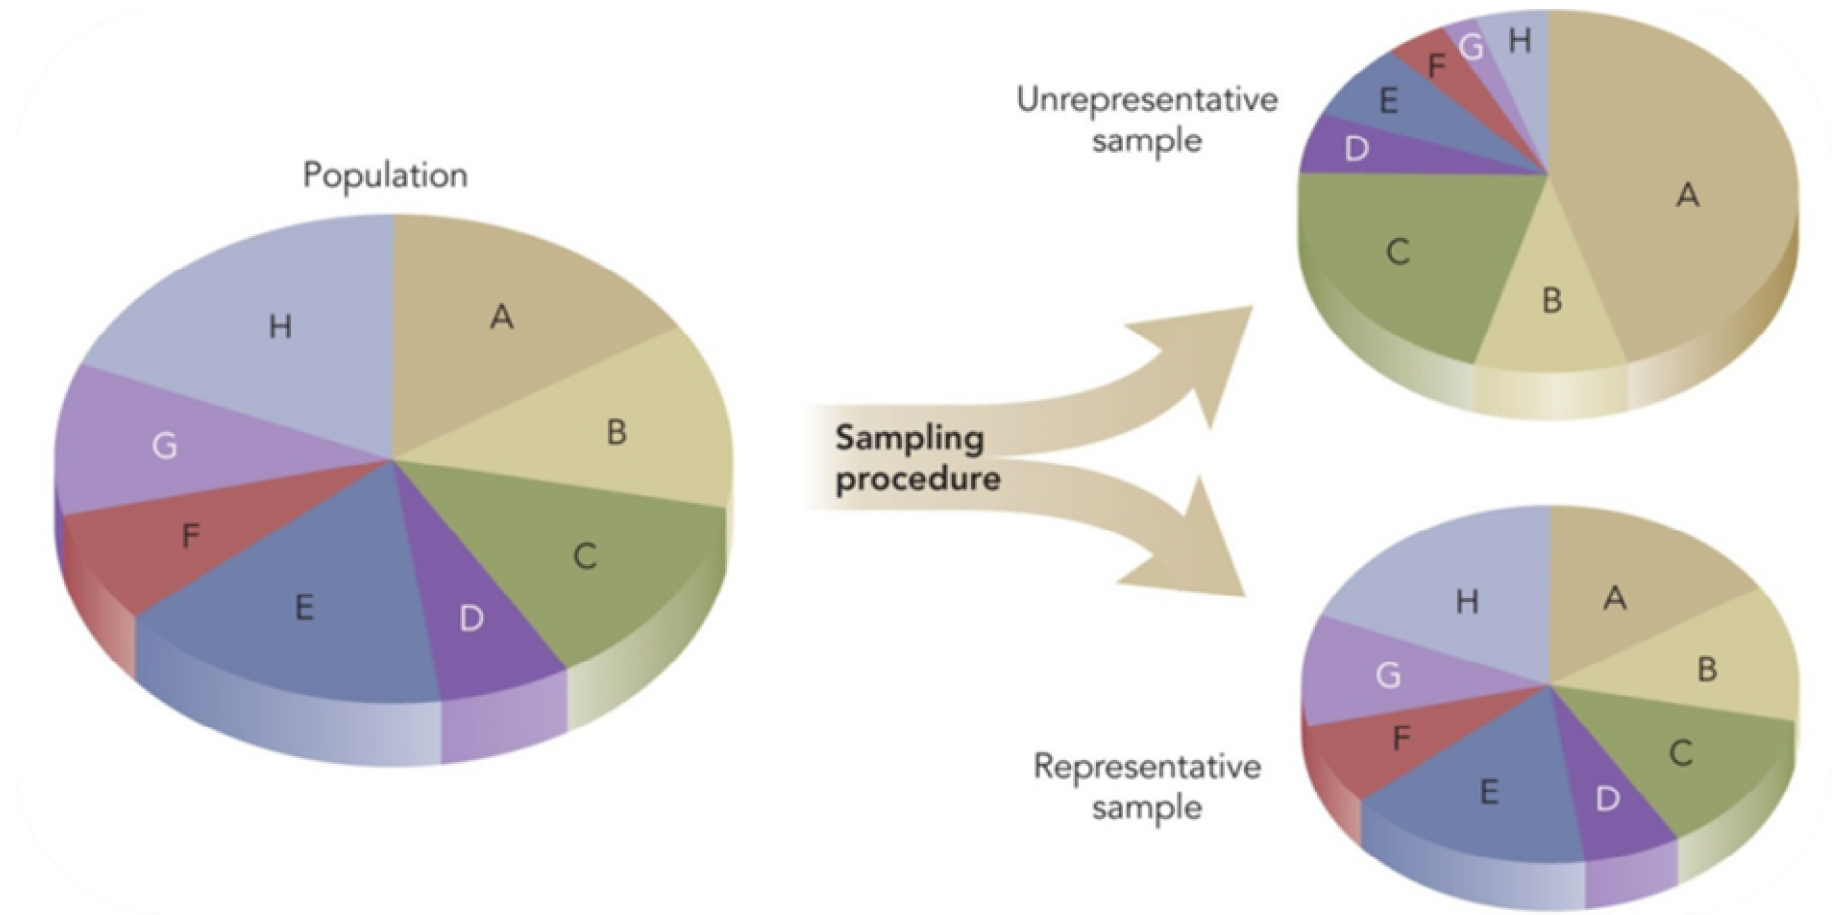 Population
H
A
B
G
F
C
E
D
Sampling
procedure
Unrepresentative
sample
H
G
F
E
D
A
C
B
Representative
sample
H
A
B
G
F
C
E
D